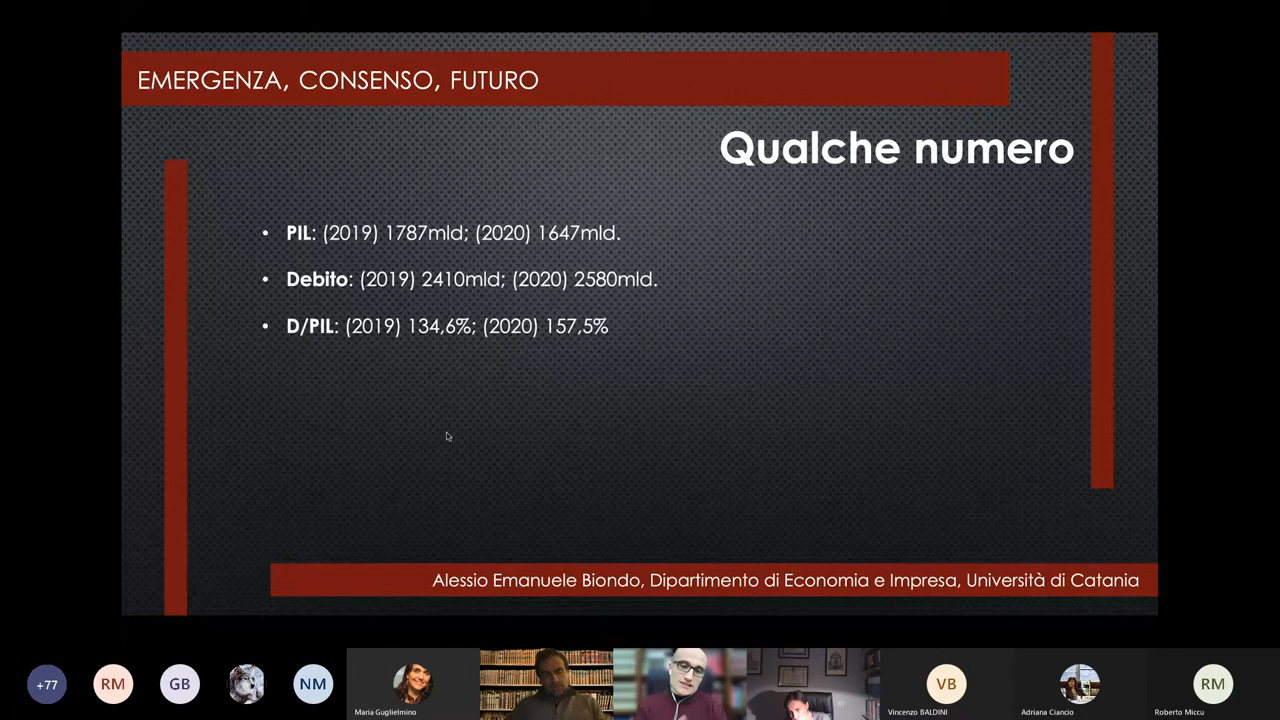 EMERGENZA, CONSENSO, FUTURO
Qualche numero
• PIL: (2019) 1787mld; (2020) 1647mld.
• Debito: (2019) 2410mld; (2020) 2580mld.
• D/PIL: (2019) 134,6%; (2020) 157,5%
Alessio Emanuele Biondo, Dipartimento di Economia e Impresa, Università di Catania
+77 RM GB NM VB RM
Maria Guglielmino Vincenzo BALDINI Adriana Ciancio Roberto Miccu